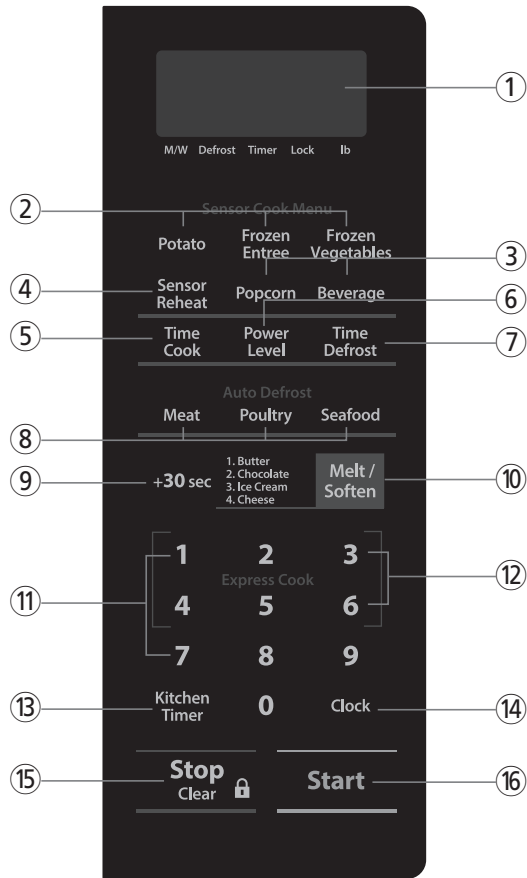 ①
M/W Defrost Timer Lock lb
②
Sensor Cook Menu
Potato Frozen Entree Frozen Vegetables
③
④
Sensor Reheat Popcorn Beverage
⑥
⑤
Time Cook Power Level Time Defrost
⑦
Auto Defrost
Meat Poultry Seafood
⑧
⑨
+30 sec
1. Butter
2. Chocolate
3. Ice Cream
4. Cheese
Melt /
Soften
⑩
1 2 3
⑫
Express Cook
⑪
4 5 6
7 8 9
⑬
Kitchen
Timer
0 Clock
⑭
⑮
Stop
Clear
Start
⑯